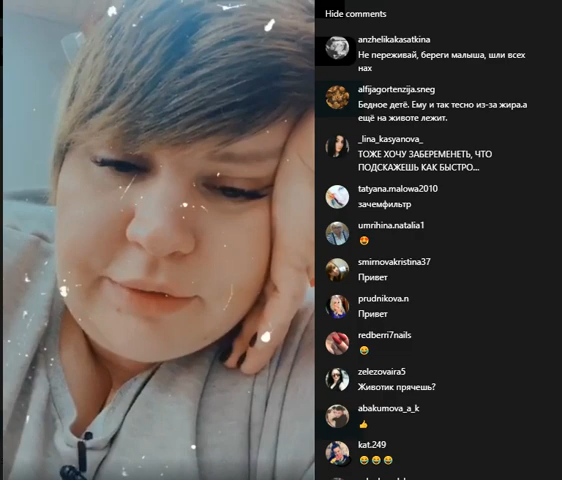 Hide comments
anzhelikakasatkina
Не переживай, береги малыша, шли всех
нах
alfijagortenzija.sneg
Бедное детё. Ему и так тесно из-за жира.а
ещё на животе лежит.
_lina_kasyanova_
ТОЖЕ ХОЧУ ЗАБЕРЕМЕНЕТЬ, ЧТО
ПОДСКАЖЕШЬ КАК БЫСТРО...
tatyana.malowa2010
зачемфильтр
umrihina.natalia1
😍
smirnovakristina37
Привет
prudnikova.n
Привет
redberri7nails
😂
zelezovaira5
Животик прячешь?
abakumova_a_k
👍
kat.249
😂😂😂